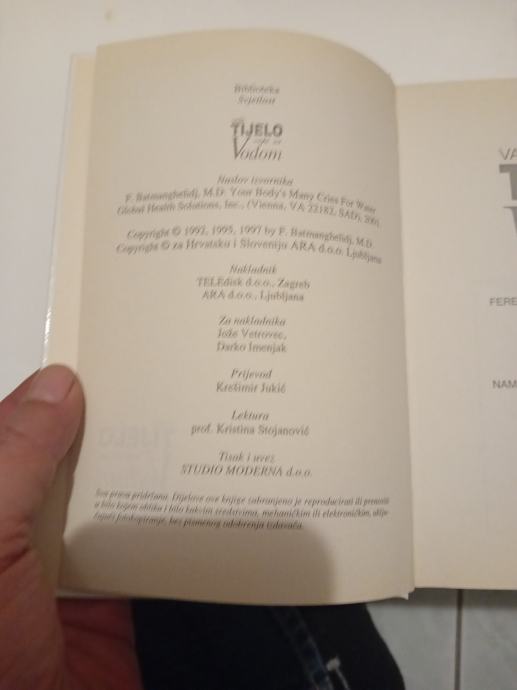 Biblioteka
Svjetlost
TIJELO
Vodom
Naslov izvornika
F. Batmanghelidj, M.D. Your Body's Many Cries For Water
Global Health Solutions, Inc., (Vienna, VA 22182, SAD), 2001.
Copyright © 1992, 1995, 1997 by F. Batmanghelidj, M.D.
Copyright © za Hrvatsku i Sloveniju ARA d.o.o. Ljubljana
Nakladnik
TELEdisk d.o.o., Zagreb
ARA d.o.o., Ljubljana
Za nakladnika
Jože Vetrovec,
Darko Imenjak
Prijevod
Krešimir Jukić
Lektura
prof. Kristina Stojanović
Tisak i uvez
STUDIO MODERNA d.o.o.
Sva prava pridržana. Dijelove ove knjige zabranjeno je reproducirati ili prenositi
u bilo kojem obliku i bilo kakvim sredstvima, mehaničkim ili elektroničkim, uklju-
čujući fotokopiranje, bez pismenog odobrenja izdavača.
VA
T
V
FERE
NAM